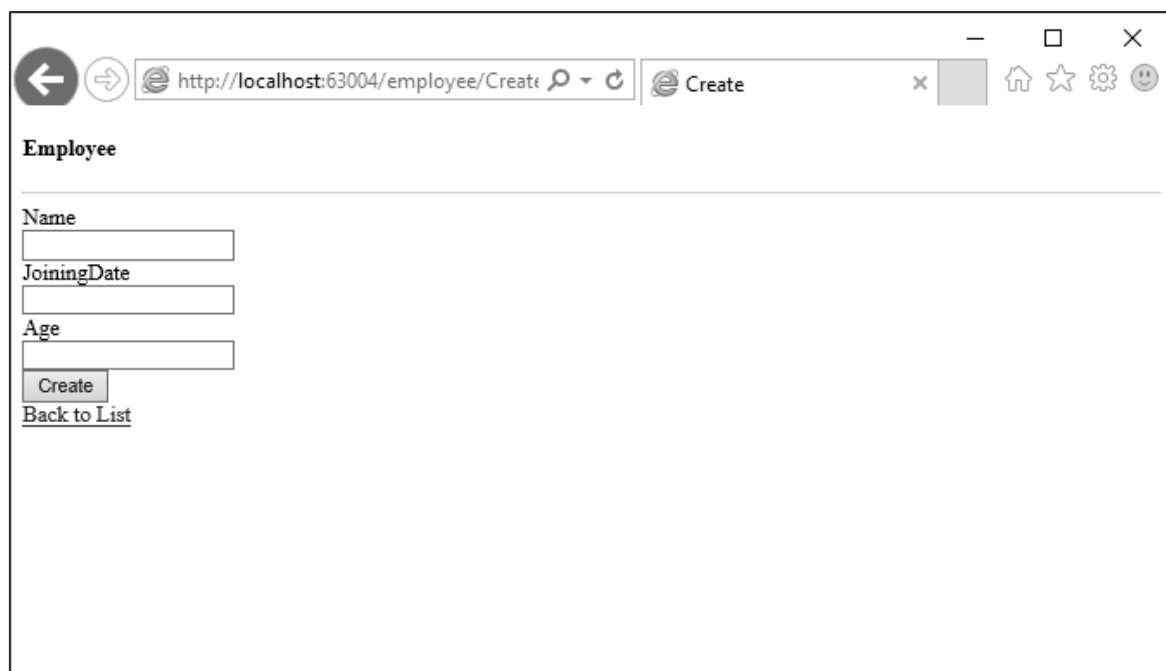 http://localhost:63004/employee/Create
Create
Employee
Name
JoiningDate
Age
Create
Back to List